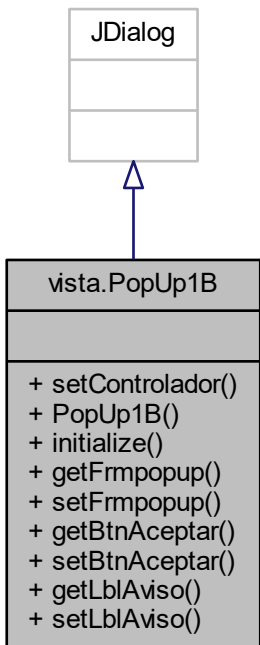 JDialog
vista.PopUp1B
+ setControlador()
+ PopUp1B()
+ initialize()
+ getFrmpopup()
+ setFrmpopup()
+ getBtnAceptar()
+ setBtnAceptar()
+ getLblAviso()
+ setLblAviso()